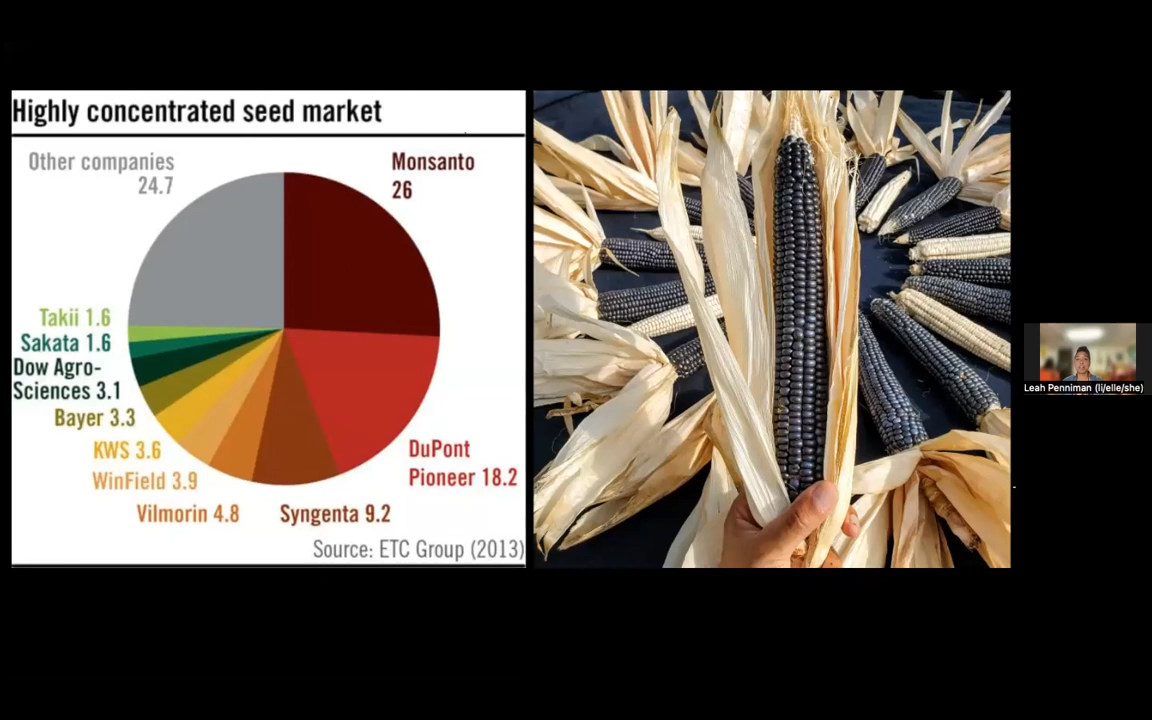 Highly concentrated seed market
Other companies
24.7
Monsanto
26
Takii 1.6
Sakata 1.6
Dow Agro-
Sciences 3.1
Bayer 3.3
KWS 3.6
WinField 3.9
Vilmorin 4.8
Syngenta 9.2
DuPont
Pioneer 18.2
Source: ETC Group (2013)
Leah Penniman (li/elle/she)